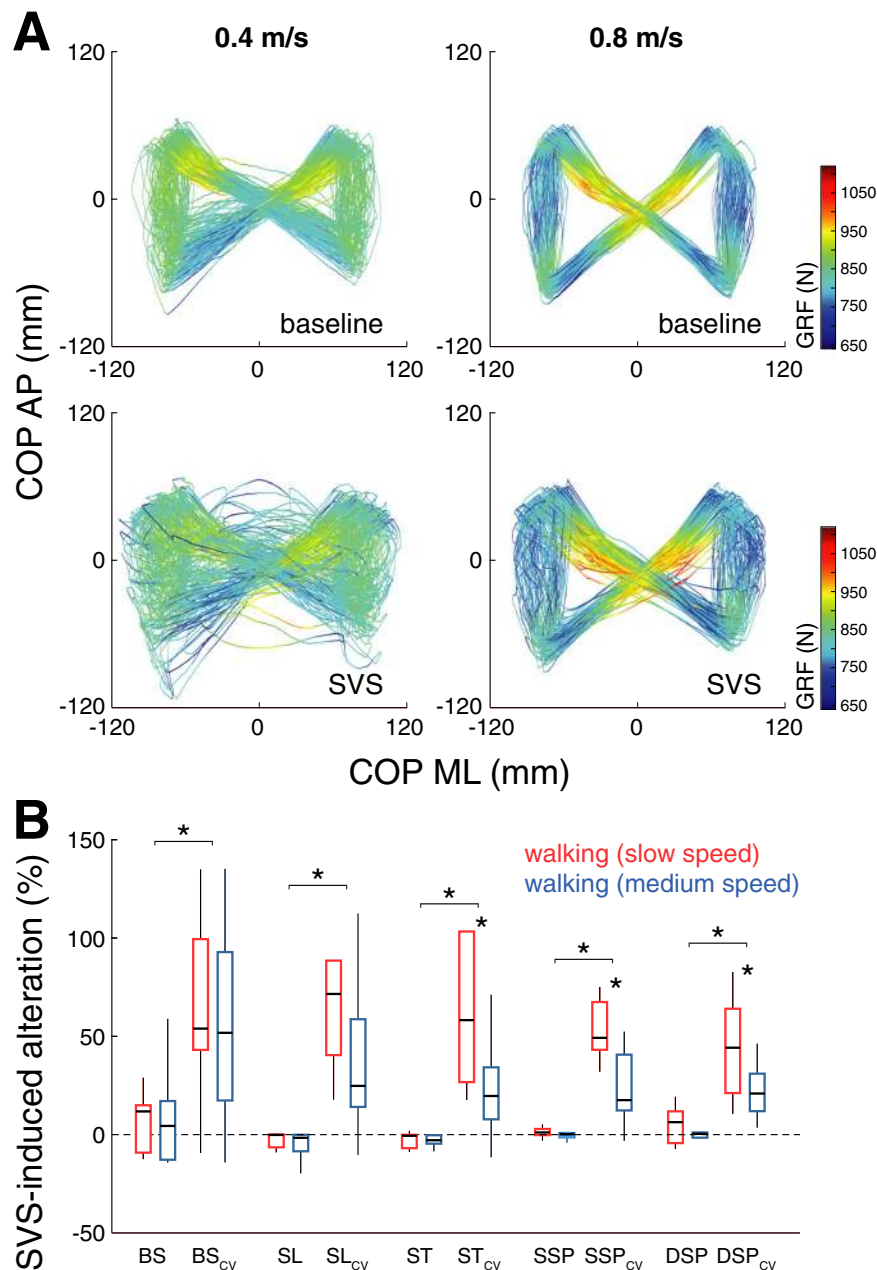 A
0.4 m/s
0.8 m/s
120
0
-120
-120
0
120
baseline
120
0
-120
-120
0
120
baseline
1050
950
850
750
650
GRF (N)
COP AP (mm)
120
0
-120
-120
0
120
SVS
120
0
-120
-120
0
120
SVS
1050
950
850
750
650
GRF (N)
COP ML (mm)
B
SVS-induced alteration (%)
150
100
50
0
-50
walking (slow speed)
walking (medium speed)
* * * * * * * *
BS BScv SL SLcv ST STcv SSP SSPcv DSP DSPcv